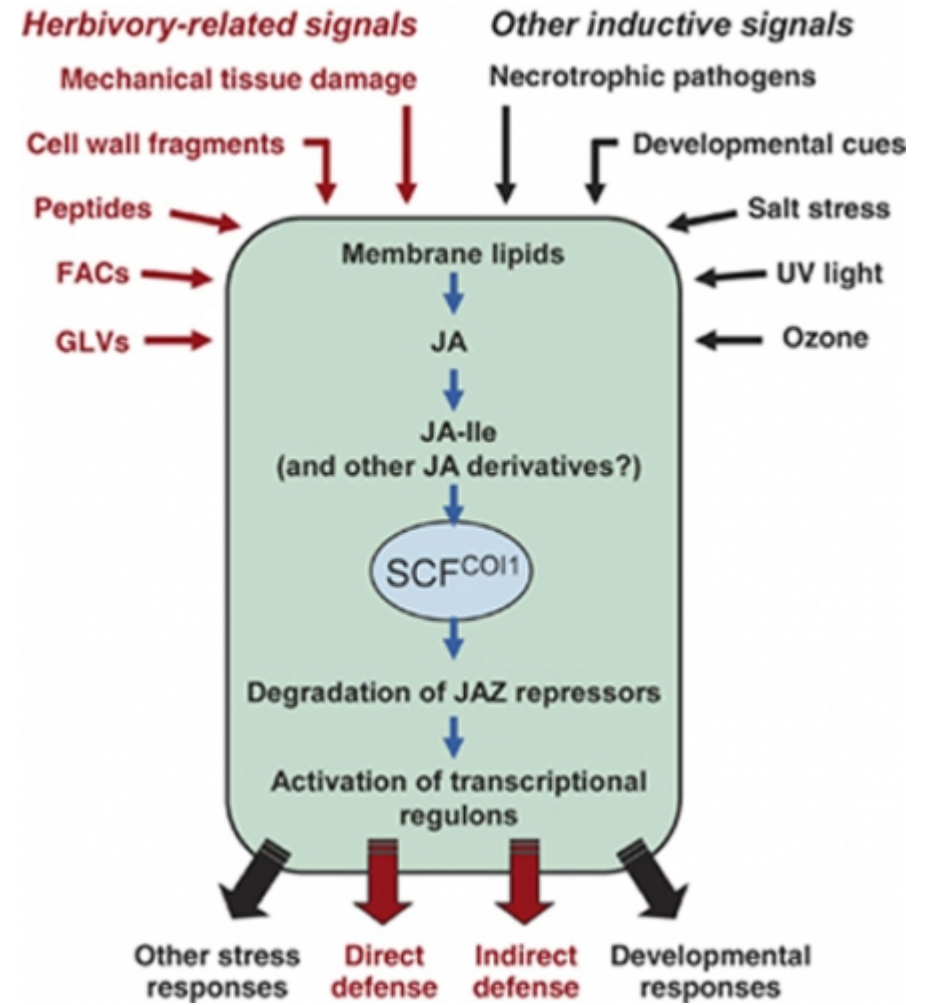 Herbivory-related signals
Other inductive signals
Mechanical tissue damage
Necrotrophic pathogens
Cell wall fragments
Developmental cues
Peptides
Salt stress
FACs
UV light
GLVs
Ozone
Membrane lipids
JA
JA-Ile
(and other JA derivatives?)
SCFCOI1
Degradation of JAZ repressors
Activation of transcriptional
regulons
Other stress
responses
Direct
defense
Indirect
defense
Developmental
responses